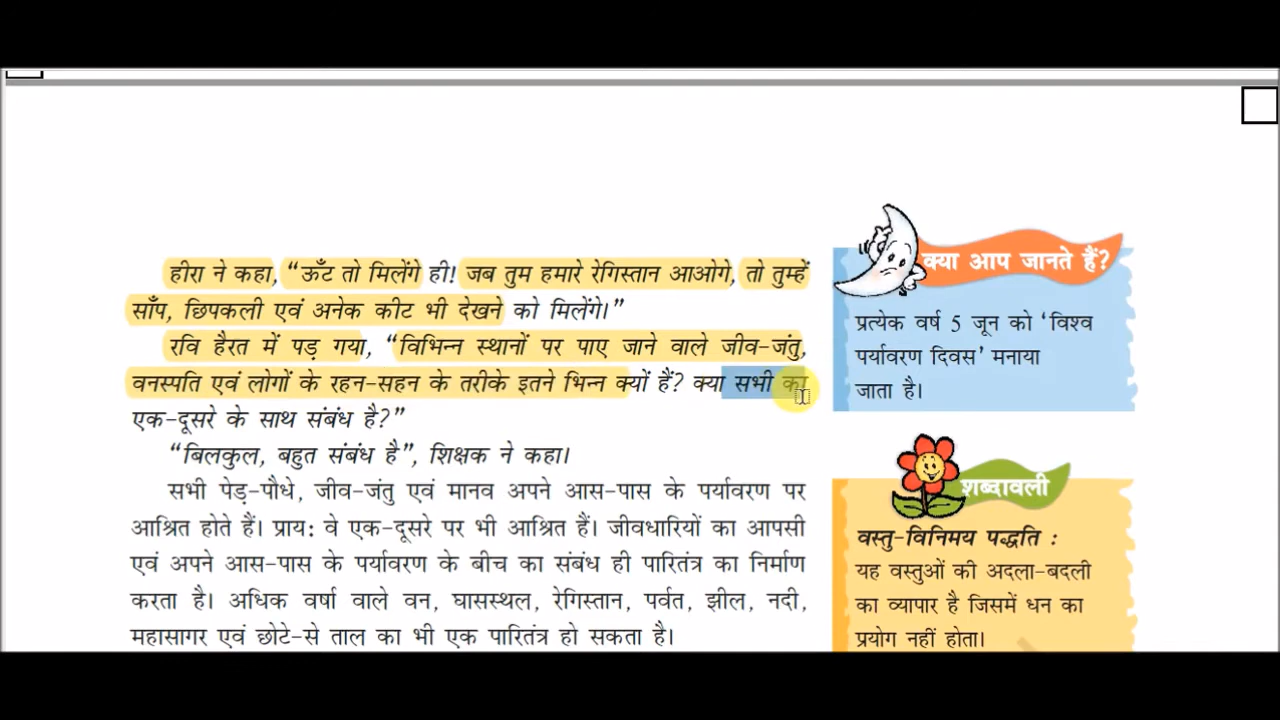 हीरा ने कहा, “ऊँट तो मिलेंगे ही! जब तुम हमारे रेगिस्तान आओगे, तो तुम्हें
साँप, छिपकली एवं अनेक कीट भी देखने को मिलेंगे।”
रवि हैरत में पड़ गया, “विभिन्न स्थानों पर पाए जाने वाले जीव-जंतु,
वनस्पति एवं लोगों के रहन-सहन के तरीके इतने भिन्न क्यों हैं? क्या सभी का
एक-दूसरे के साथ संबंध है?”
“बिलकुल, बहुत संबंध है”, शिक्षक ने कहा।
सभी पेड़-पौधे, जीव-जंतु एवं मानव अपने आस-पास के पर्यावरण पर
आश्रित होते हैं। प्राय: वे एक-दूसरे पर भी आश्रित हैं। जीवधारियों का आपसी
एवं अपने आस-पास के पर्यावरण के बीच का संबंध ही पारितंत्र का निर्माण
करता है। अधिक वर्षा वाले वन, घासस्थल, रेगिस्तान, पर्वत, झील, नदी,
महासागर एवं छोटे-से ताल का भी एक पारितंत्र हो सकता है।
क्या आप जानते हैं?
प्रत्येक वर्ष 5 जून को ‘विश्व
पर्यावरण दिवस’ मनाया
जाता है।
शब्दावली
वस्तु-विनिमय पद्धति :
यह वस्तुओं की अदला-बदली
का व्यापार है जिसमें धन का
प्रयोग नहीं होता।